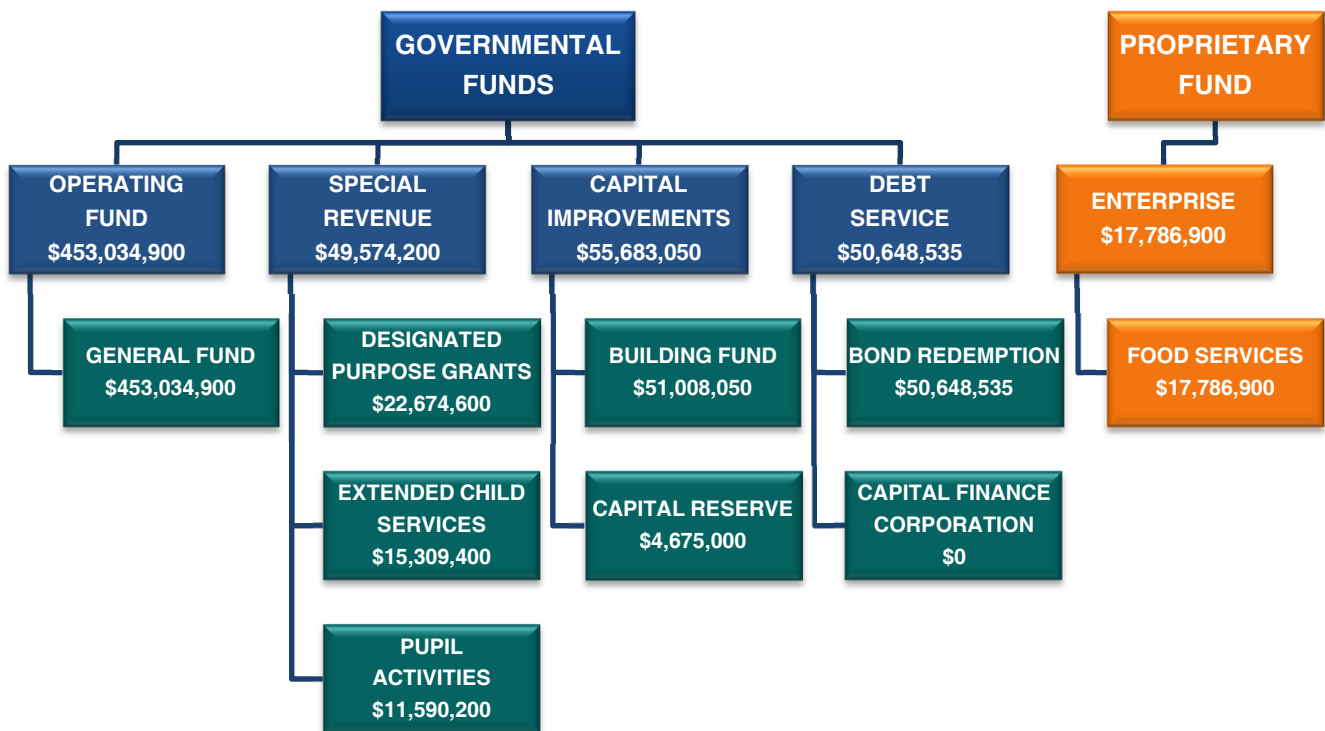 GOVERNMENTAL
FUNDS
PROPRIETARY
FUND
OPERATING
FUND
$453,034,900
SPECIAL
REVENUE
$49,574,200
CAPITAL
IMPROVEMENTS
$55,683,050
DEBT
SERVICE
$50,648,535
ENTERPRISE
$17,786,900
GENERAL FUND
$453,034,900
DESIGNATED
PURPOSE GRANTS
$22,674,600
BUILDING FUND
$51,008,050
BOND REDEMPTION
$50,648,535
FOOD SERVICES
$17,786,900
EXTENDED CHILD
SERVICES
$15,309,400
CAPITAL RESERVE
$4,675,000
CAPITAL FINANCE
CORPORATION
$0
PUPIL
ACTIVITIES
$11,590,200